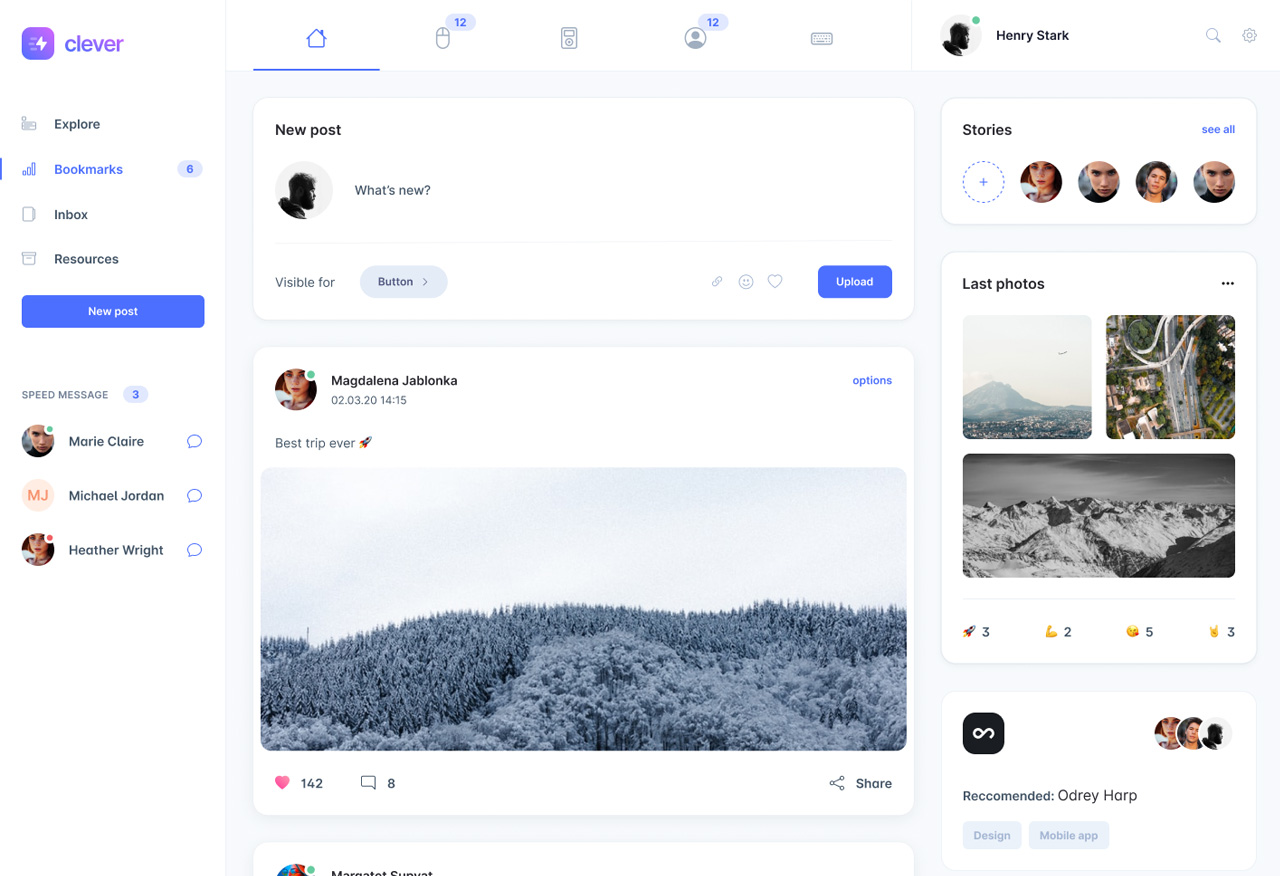 clever
Explore
Bookmarks 6
Inbox
Resources
New post
SPEED MESSAGE 3
Marie Claire
MJ Michael Jordan
Heather Wright
12
12
Henry Stark
New post
What's new?
Visible for Button Upload
Magdalena Jablonka
options
02.03.20 14:15
Best trip ever 🚀
142 8 Share
Stories
see all
+
Last photos
🚀 3 💪 2 😘 5 🤘 3
Reccomended: Odrey Harp
Design Mobile app